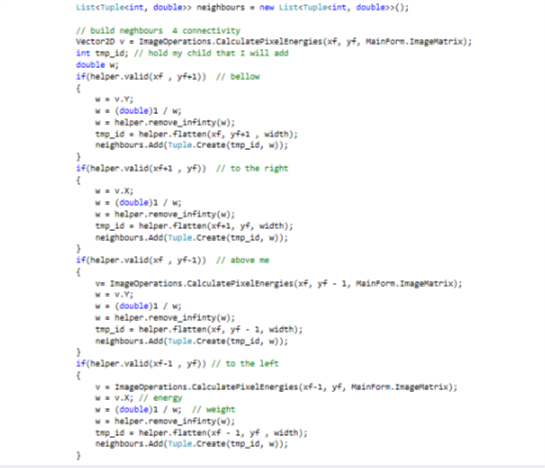 List<Tuple<int, double>> neighbours = new List<Tuple<int, double>>();
// build neghbours  4 connectivity
Vector2D v = ImageOperations.CalculatePixelEnergies(xf, yf, MainForm.ImageMatrix);
int tmp_id; // hold my child that I will add
double w;
if(helper.valid(xf , yf+1))  // bellow
{
w = v.Y;
w = (double)1 / w;
w = helper.remove_infinty(w);
tmp_id = helper.flatten(xf, yf+1 , width);
neighbours.Add(Tuple.Create(tmp_id, w));
}
if(helper.valid(xf+1 , yf))  // to the right
{
w = v.X;
w = (double)1 / w;
w = helper.remove_infinty(w);
tmp_id = helper.flatten(xf+1, yf, width);
neighbours.Add(Tuple.Create(tmp_id, w));
}
if(helper.valid(xf , yf-1))  // above me
{
v= ImageOperations.CalculatePixelEnergies(xf, yf - 1, MainForm.ImageMatrix);
w = v.Y;
w = (double)1 / w;
w = helper.remove_infinty(w);
tmp_id = helper.flatten(xf, yf - 1, width);
neighbours.Add(Tuple.Create(tmp_id, w));
}
if(helper.valid(xf-1 , yf)) // to the left
{
v = ImageOperations.CalculatePixelEnergies(xf-1, yf, MainForm.ImageMatrix);
w = v.X; // energy
w = (double)1 / w;  // weight
w = helper.remove_infinty(w);
tmp_id = helper.flatten(xf - 1, yf , width);
neighbours.Add(Tuple.Create(tmp_id, w));
}